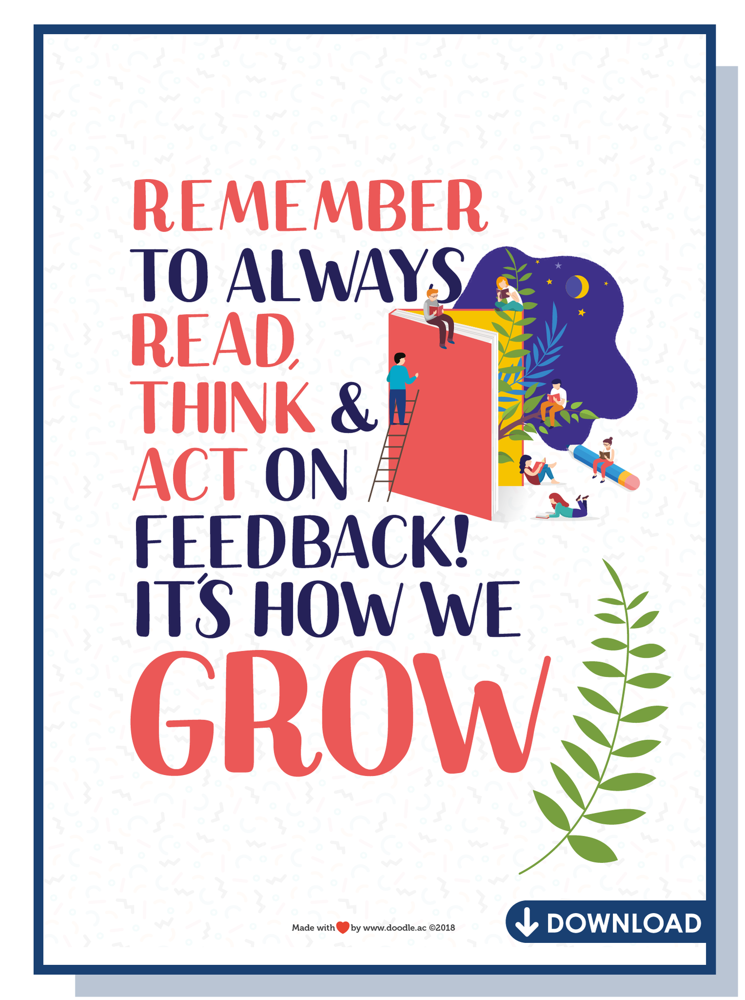 REMEMBER
TO ALWAYS
READ,
THINK &
ACT ON
FEEDBACK!
IT'S HOW WE
GROW
Made with by www.doodle.ac ©2018
DOWNLOAD